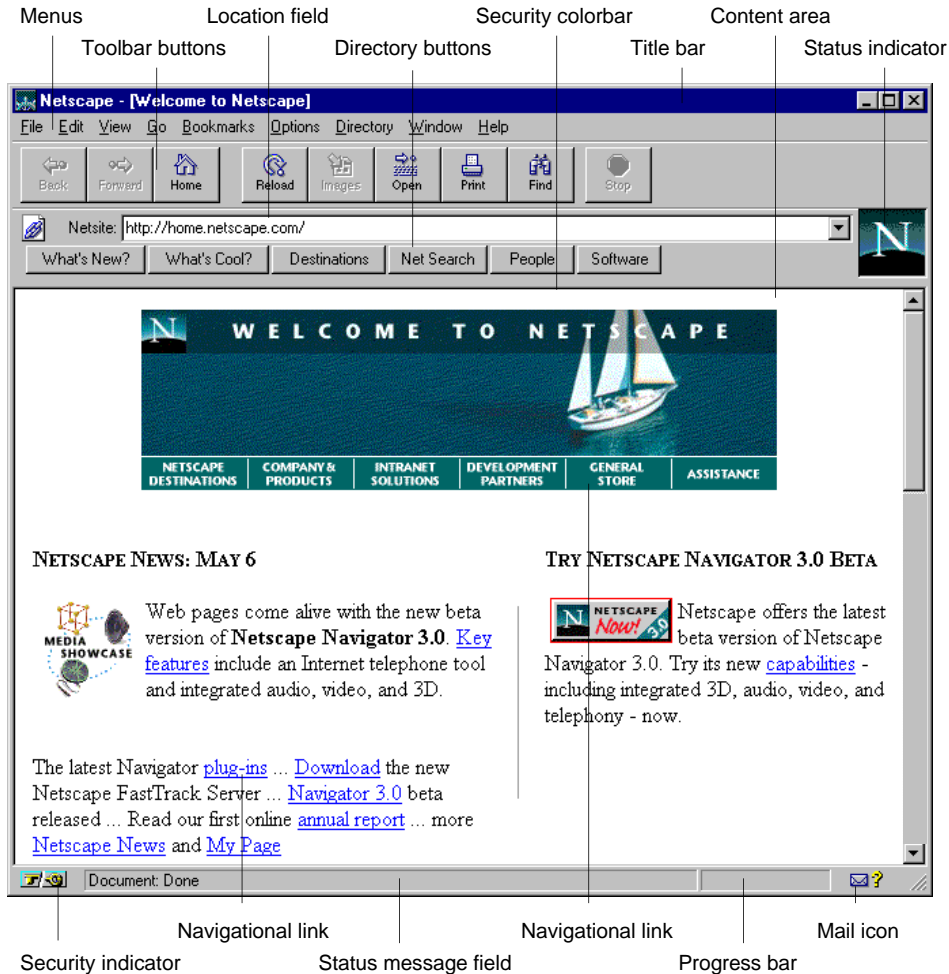 Menus Location field Security colorbar Content area
Toolbar buttons Directory buttons Title bar Status indicator
Netscape - [Welcome to Netscape]
File Edit View Go Bookmarks Options Directory Window Help
Back Forward Home Reload Images Open Print Find Stop
Netsite: http://home.netscape.com/
N
What's New? What's Cool? Destinations Net Search People Software
N WELCOME TO NETSCAPE
NETSCAPE DESTINATIONS COMPANY & PRODUCTS INTRANET SOLUTIONS DEVELOPMENT PARTNERS GENERAL STORE ASSISTANCE
NETSCAPE NEWS: MAY 6
MEDIA SHOWCASE
Web pages come alive with the new beta
version of Netscape Navigator 3.0. Key
features include an Internet telephone tool
and integrated audio, video, and 3D.
The latest Navigator plug-ins ... Download the new
Netscape FastTrack Server ... Navigator 3.0 beta
released ... Read our first online annual report ... more
Netscape News and My Page
TRY NETSCAPE NAVIGATOR 3.0 BETA
N NETSCAPE Now! 3.0
Netscape offers the latest
beta version of Netscape
Navigator 3.0. Try its new capabilities -
including integrated 3D, audio, video, and
telephony - now.
Document: Done
Navigational link Navigational link Mail icon
Security indicator Status message field Progress bar